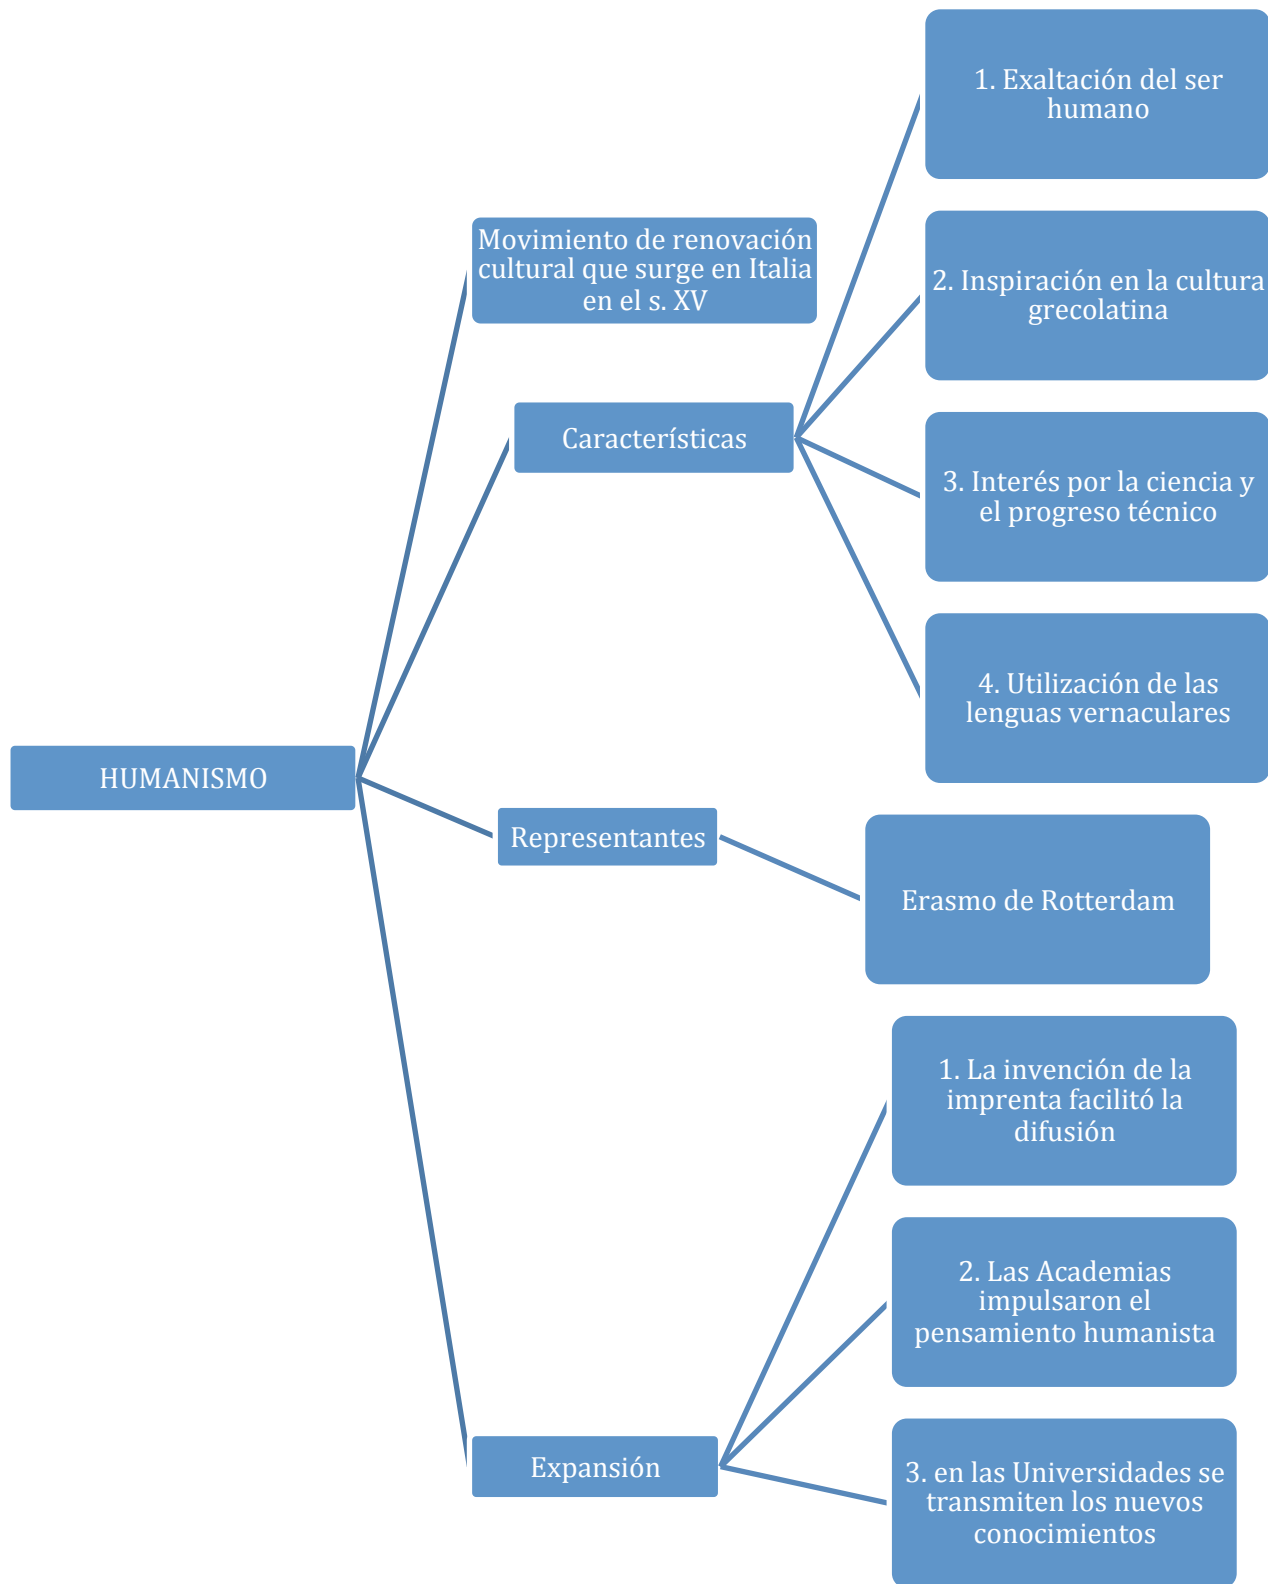 HUMANISMO
Movimiento de renovación
cultural que surge en Italia
en el s. XV
Características
1. Exaltación del ser
humano
2. Inspiración en la cultura
grecolatina
3. Interés por la ciencia y
el progreso técnico
4. Utilización de las
lenguas vernaculares
Representantes
Erasmo de Rotterdam
Expansión
1. La invención de la
imprenta facilitó la
difusión
2. Las Academias
impulsaron el
pensamiento humanista
3. en las Universidades se
transmiten los nuevos
conocimientos